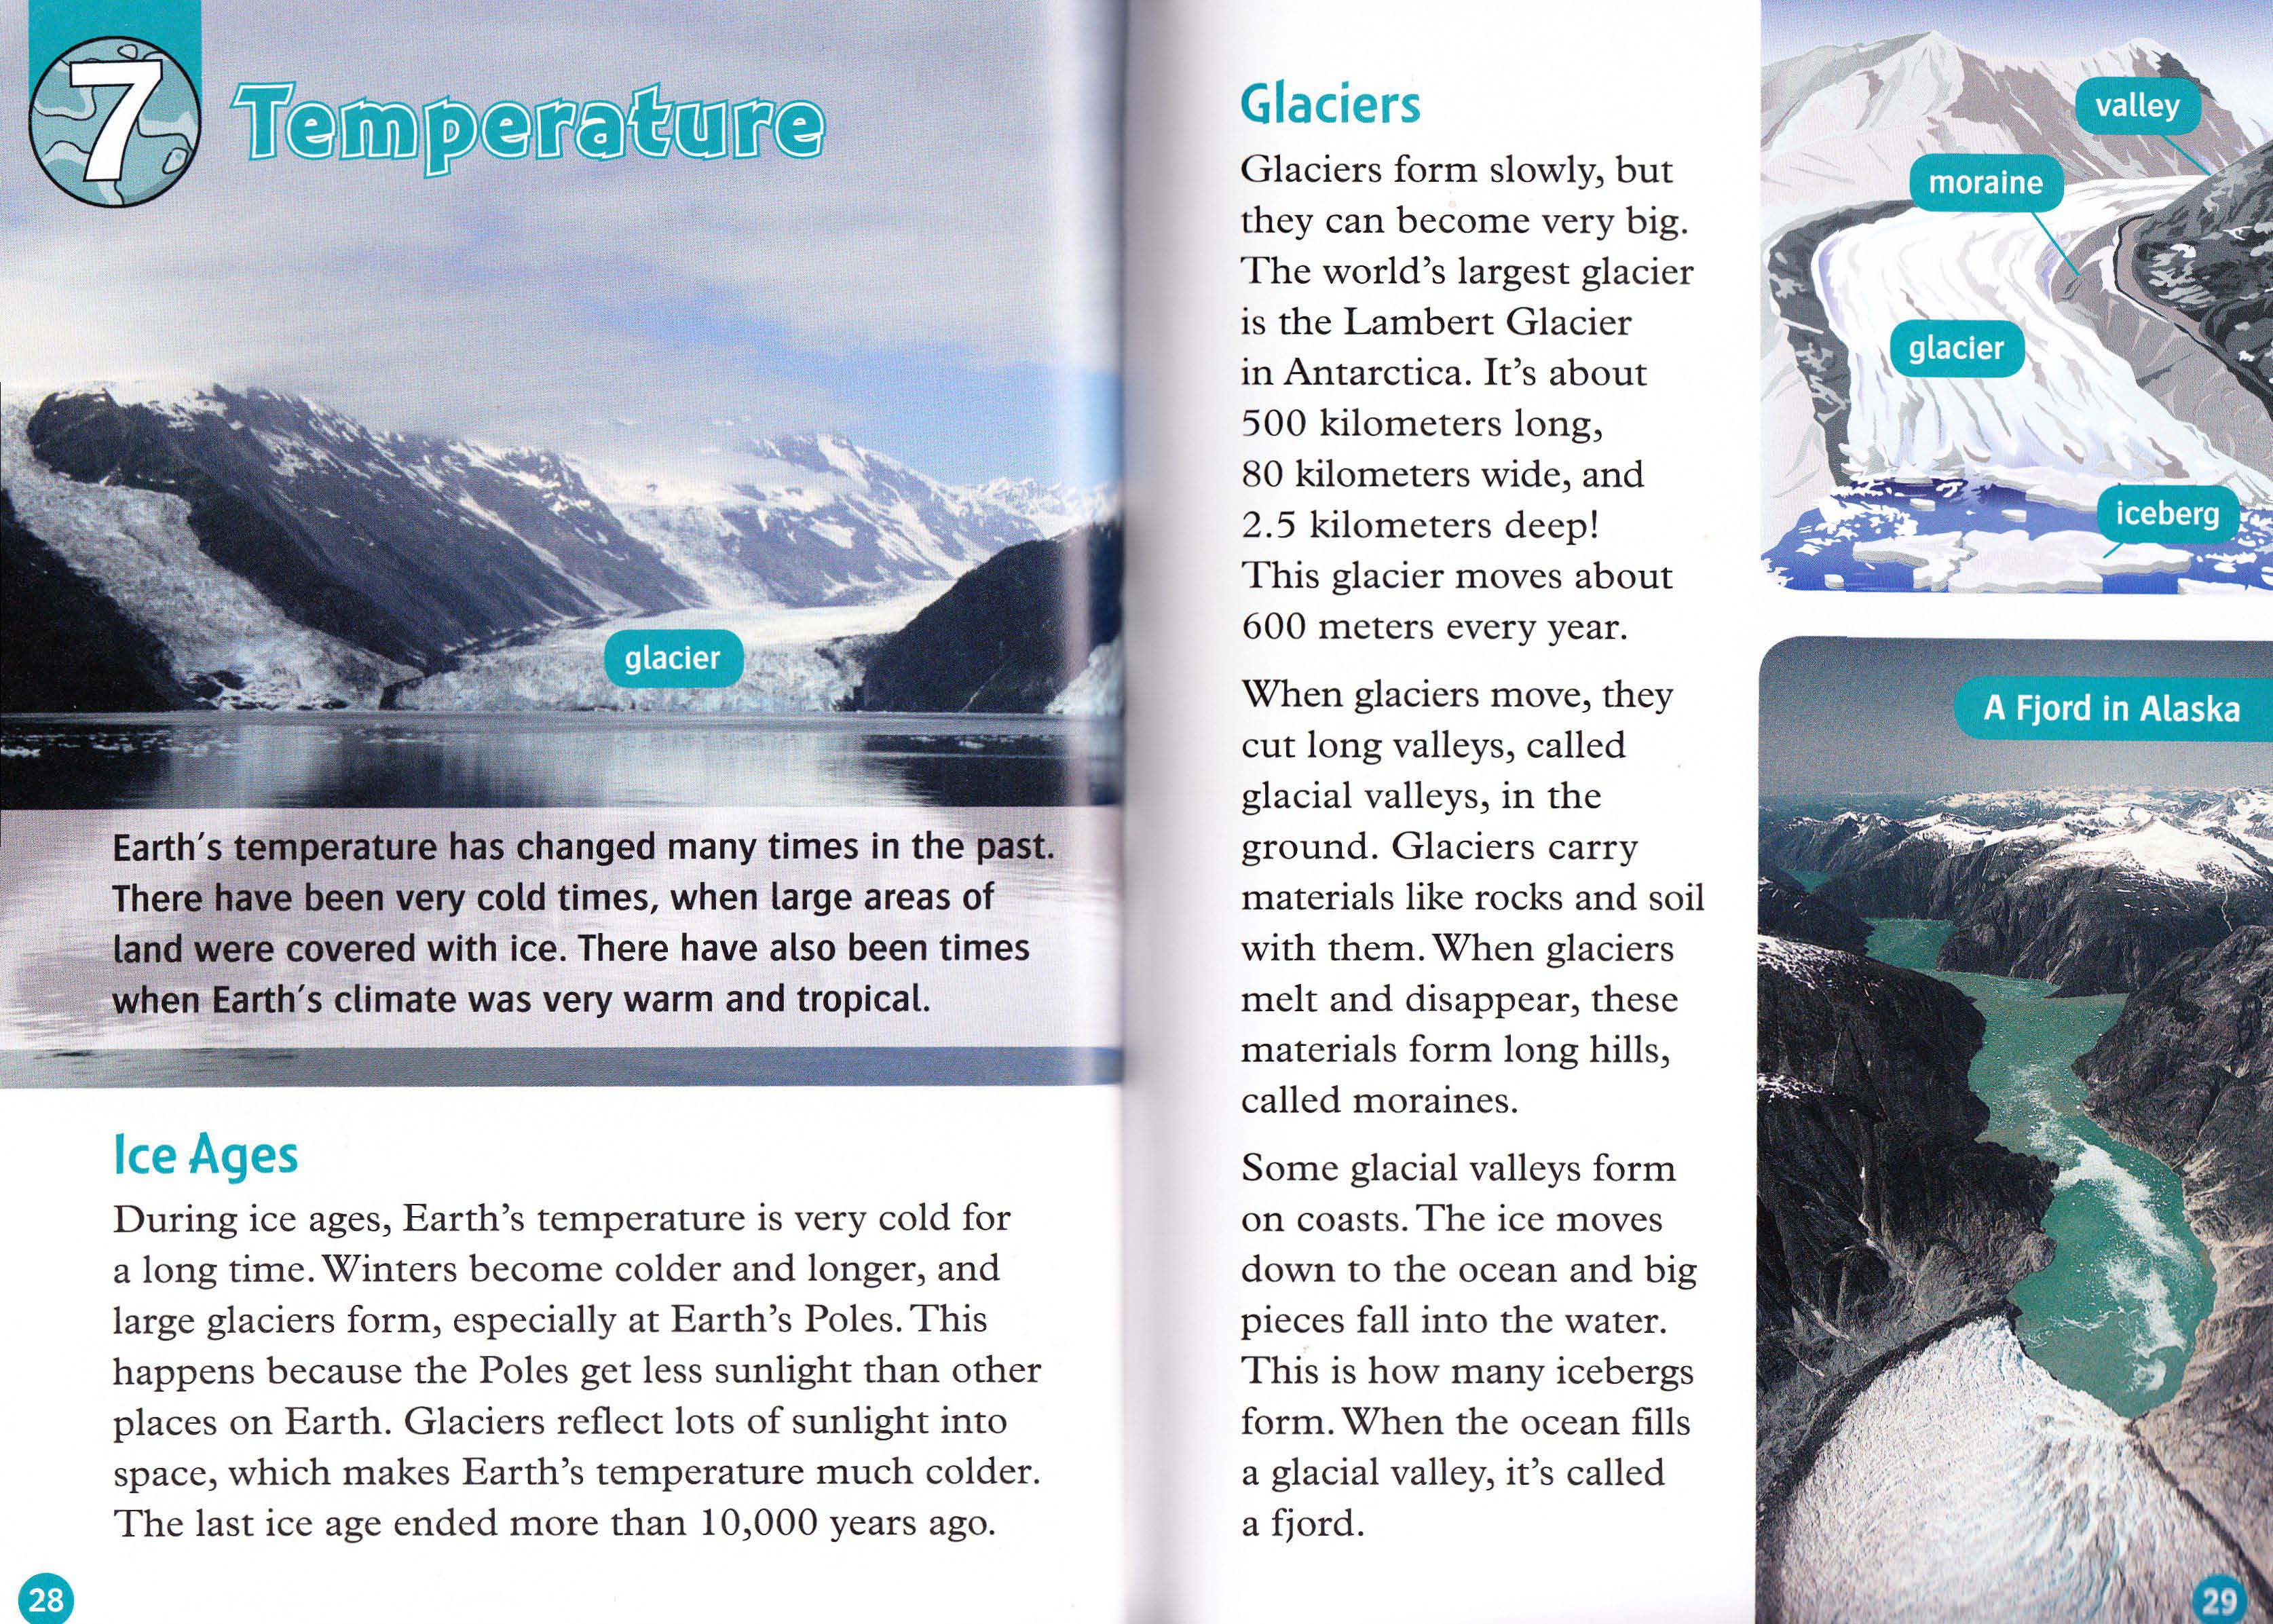 7
Temperature
glacier
Earth's temperature has changed many times in the past.
There have been very cold times, when large areas of
land were covered with ice. There have also been times
when Earth's climate was very warm and tropical.
Ice Ages
During ice ages, Earth's temperature is very cold for
a long time. Winters become colder and longer, and
large glaciers form, especially at Earth's Poles. This
happens because the Poles get less sunlight than other
places on Earth. Glaciers reflect lots of sunlight into
space, which makes Earth's temperature much colder.
The last ice age ended more than 10,000 years ago.
28
Glaciers
Glaciers form slowly, but
they can become very big.
The world's largest glacier
is the Lambert Glacier
in Antarctica. It's about
500 kilometers long,
80 kilometers wide, and
2.5 kilometers deep!
This glacier moves about
600 meters every year.
When glaciers move, they
cut long valleys, called
glacial valleys, in the
ground. Glaciers carry
materials like rocks and soil
with them. When glaciers
melt and disappear, these
materials form long hills,
called moraines.
Some glacial valleys form
on coasts. The ice moves
down to the ocean and big
pieces fall into the water.
This is how many icebergs
form. When the ocean fills
a glacial valley, it's called
a fjord.
valley
moraine
glacier
iceberg
A Fjord in Alaska
29